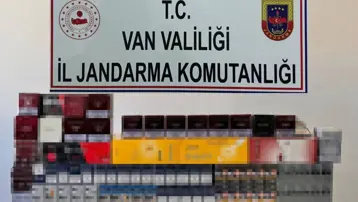 T.C.
VAN VALİLİĞİ
İL JANDARMA KOMUTANLIĞI